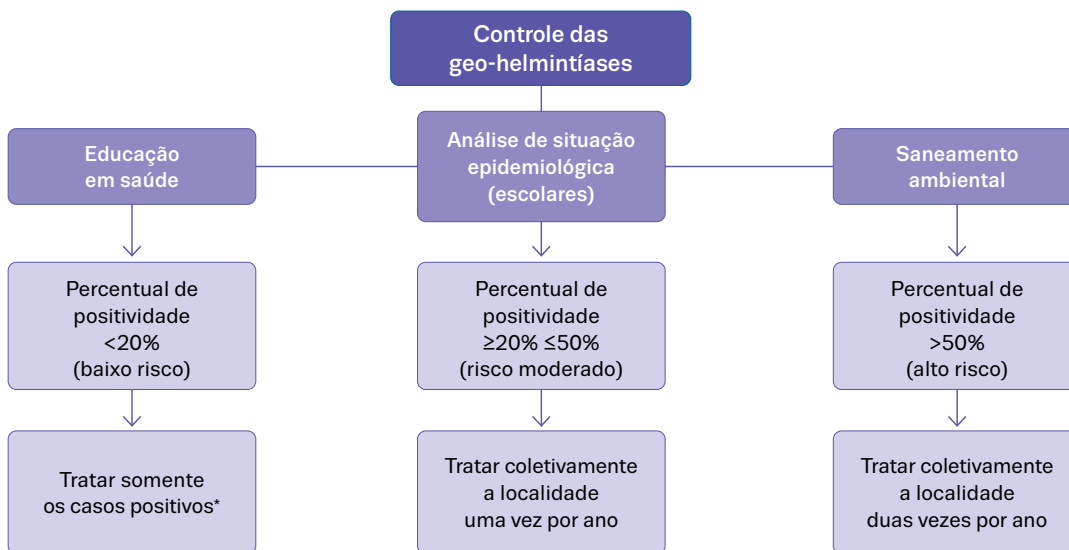 Controle das
geo-helmintíases
Educação
em saúde
Análise de situação
epidemiológica
(escolares)
Saneamento
ambiental
Percentual de
positividade
<20%
(baixo risco)
Percentual de
positividade
≥20% ≤50%
(risco moderado)
Percentual de
positividade
>50%
(alto risco)
Tratar somente
os casos positivos*
Tratar coletivamente
a localidade
uma vez por ano
Tratar coletivamente
a localidade
duas vezes por ano